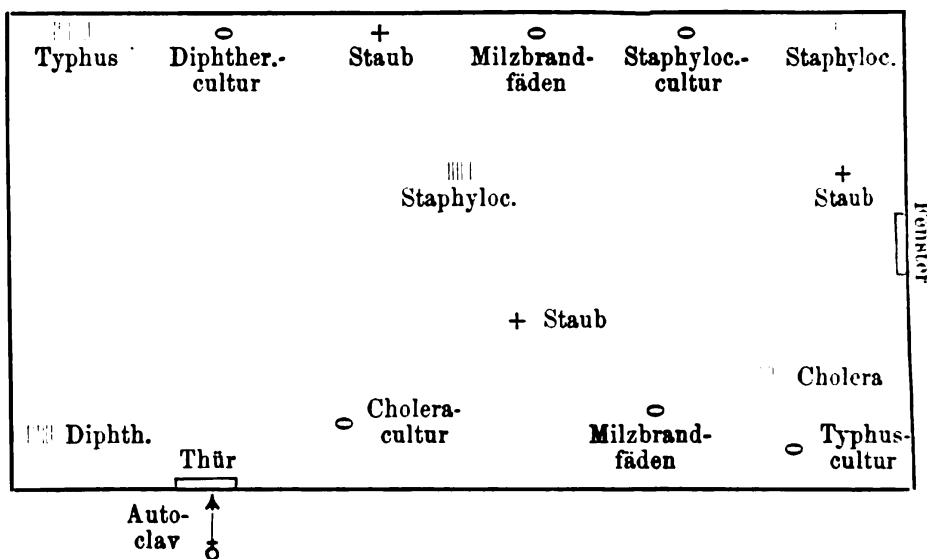 Typhus
Diphther.-
cultur
Staub
Milzbrand-
fäden
Staphyloc.-
cultur
Staphyloc.
Staphyloc.
Staub
Fenster
Staub
Cholera
Diphth.
Cholera-
cultur
Milzbrand-
fäden
Typhus-
cultur
Thür
Auto-
clav